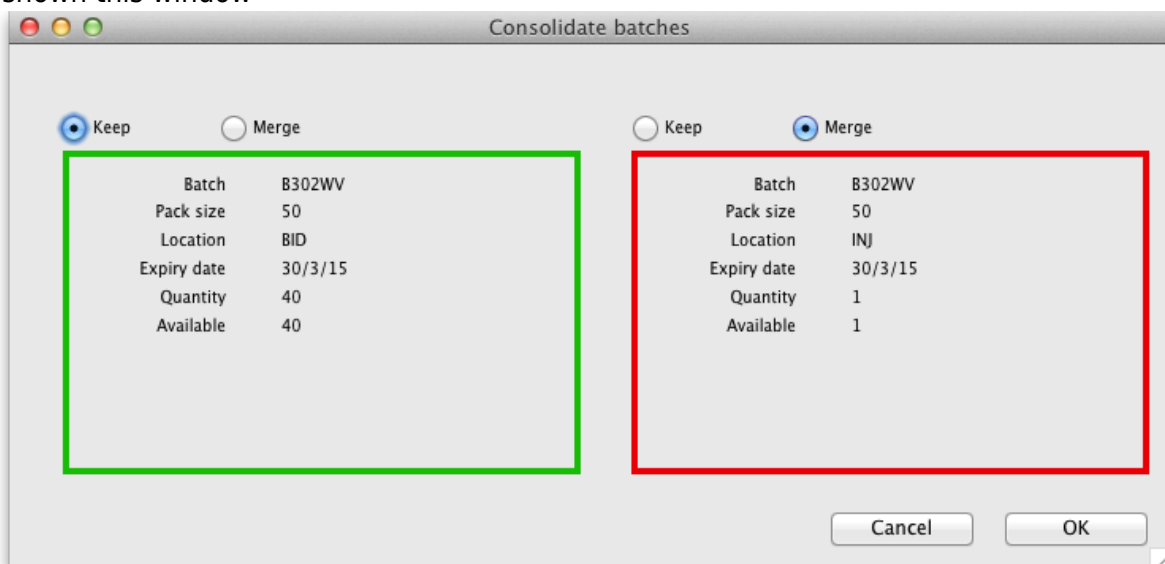 shown this window
Consolidate batches
Keep Merge Keep Merge
Batch B302WV Batch B302WV
Pack size 50 Pack size 50
Location BID Location INJ
Expiry date 30/3/15 Expiry date 30/3/15
Quantity 40 Quantity 1
Available 40 Available 1
Cancel OK